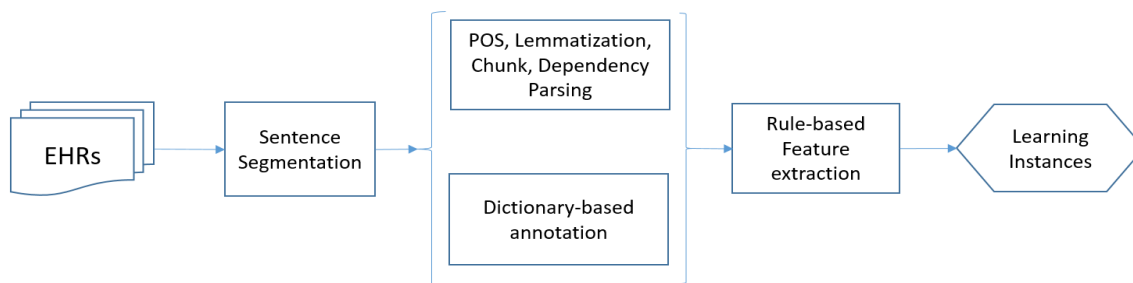 EHRs
Sentence
Segmentation
POS, Lemmatization,
Chunk, Dependency
Parsing
Dictionary-based
annotation
Rule-based
Feature
extraction
Learning
Instances